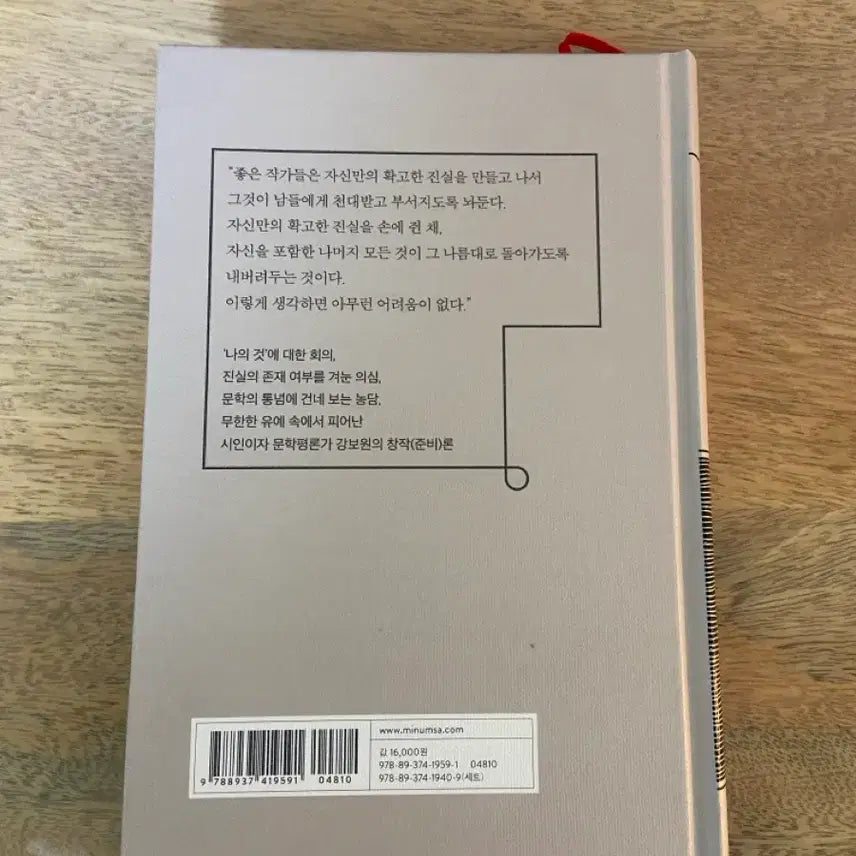 "좋은 작가들은 자신만의 확고한 진실을 만들고 나서
그것이 남들에게 천대받고 부서지도록 놔둔다.
자신만의 확고한 진실을 손에 쥔 채,
자신을 포함한 나머지 모든 것이 그 나름대로 돌아가도록
내버려두는 것이다.
이렇게 생각하면 아무런 어려움이 없다."
'나의 것'에 대한 회의,
진실의 존재 여부를 겨눈 의심,
문학의 통념에 건네 보는 농담,
무한한 유예 속에서 피어난
시인이자 문학평론가 강보원의 창작(준비)론
www.minumsa.com
값 16,000원
978-89-374-1959-1 04810
978-89-374-1940-9(세트)
9 788937 419591 04810